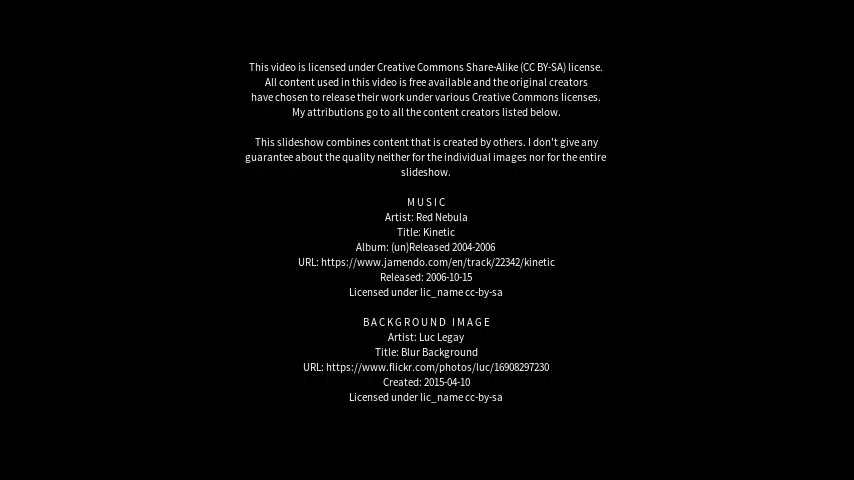 This video is licensed under Creative Commons Share-Alike (CC BY-SA) license.
All content used in this video is free available and the original creators
have chosen to release their work under various Creative Commons licenses.
My attributions go to all the content creators listed below.
This slideshow combines content that is created by others. I don't give any
guarantee about the quality neither for the individual images nor for the entire
slideshow.
M U S I C
Artist: Red Nebula
Title: Kinetic
Album: (un)Released 2004-2006
URL: https://www.jamendo.com/en/track/22342/kinetic
Released: 2006-10-15
Licensed under lic_name cc-by-sa
B A C K G R O U N D   I M A G E
Artist: Luc Legay
Title: Blur Background
URL: https://www.flickr.com/photos/luc/16908297230
Created: 2015-04-10
Licensed under lic_name cc-by-sa